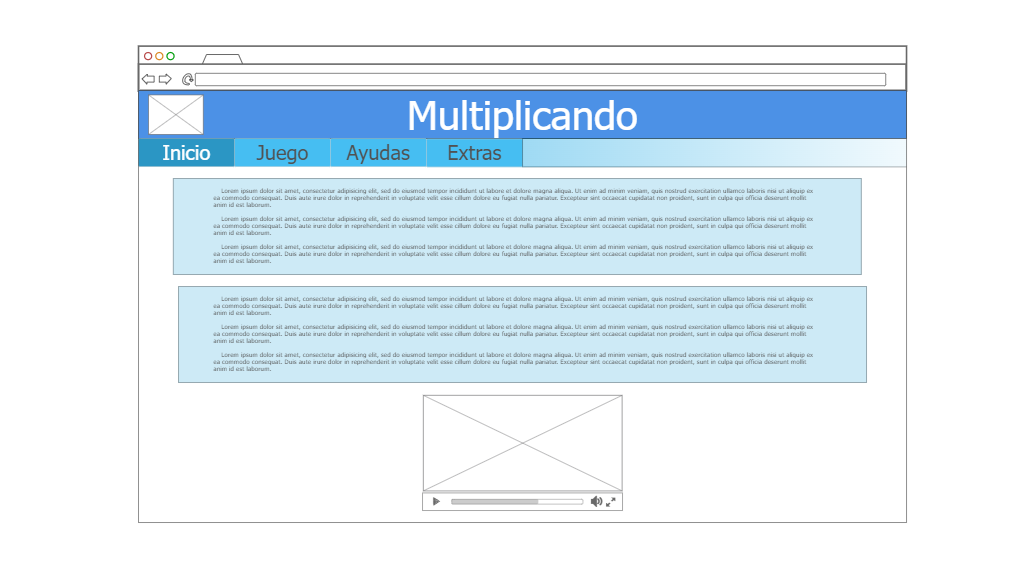 Multiplicando
Inicio
Juego
Ayudas
Extras
Lorem ipsum dolor sit amet, consectetur adipisicing elit, sed do eiusmod tempor incididunt ut labore et dolore magna aliqua. Ut enim ad minim veniam, quis nostrud exercitation ullamco laboris nisi ut aliquip ex
ea commodo consequat. Duis aute irure dolor in reprehenderit in voluptate velit esse cillum dolore eu fugiat nulla pariatur. Excepteur sint occaecat cupidatat non proident, sunt in culpa qui officia deserunt mollit
anim id est laborum.
Lorem ipsum dolor sit amet, consectetur adipisicing elit, sed do eiusmod tempor incididunt ut labore et dolore magna aliqua. Ut enim ad minim veniam, quis nostrud exercitation ullamco laboris nisi ut aliquip ex
ea commodo consequat. Duis aute irure dolor in reprehenderit in voluptate velit esse cillum dolore eu fugiat nulla pariatur. Excepteur sint occaecat cupidatat non proident, sunt in culpa qui officia deserunt mollit
anim id est laborum.
Lorem ipsum dolor sit amet, consectetur adipisicing elit, sed do eiusmod tempor incididunt ut labore et dolore magna aliqua. Ut enim ad minim veniam, quis nostrud exercitation ullamco laboris nisi ut aliquip ex
ea commodo consequat. Duis aute irure dolor in reprehenderit in voluptate velit esse cillum dolore eu fugiat nulla pariatur. Excepteur sint occaecat cupidatat non proident, sunt in culpa qui officia deserunt mollit
anim id est laborum.
Lorem ipsum dolor sit amet, consectetur adipisicing elit, sed do eiusmod tempor incididunt ut labore et dolore magna aliqua. Ut enim ad minim veniam, quis nostrud exercitation ullamco laboris nisi ut aliquip ex
ea commodo consequat. Duis aute irure dolor in reprehenderit in voluptate velit esse cillum dolore eu fugiat nulla pariatur. Excepteur sint occaecat cupidatat non proident, sunt in culpa qui officia deserunt mollit
anim id est laborum.
Lorem ipsum dolor sit amet, consectetur adipisicing elit, sed do eiusmod tempor incididunt ut labore et dolore magna aliqua. Ut enim ad minim veniam, quis nostrud exercitation ullamco laboris nisi ut aliquip ex
ea commodo consequat. Duis aute irure dolor in reprehenderit in voluptate velit esse cillum dolore eu fugiat nulla pariatur. Excepteur sint occaecat cupidatat non proident, sunt in culpa qui officia deserunt mollit
anim id est laborum.
Lorem ipsum dolor sit amet, consectetur adipisicing elit, sed do eiusmod tempor incididunt ut labore et dolore magna aliqua. Ut enim ad minim veniam, quis nostrud exercitation ullamco laboris nisi ut aliquip ex
ea commodo consequat. Duis aute irure dolor in reprehenderit in voluptate velit esse cillum dolore eu fugiat nulla pariatur. Excepteur sint occaecat cupidatat non proident, sunt in culpa qui officia deserunt mollit
anim id est laborum.